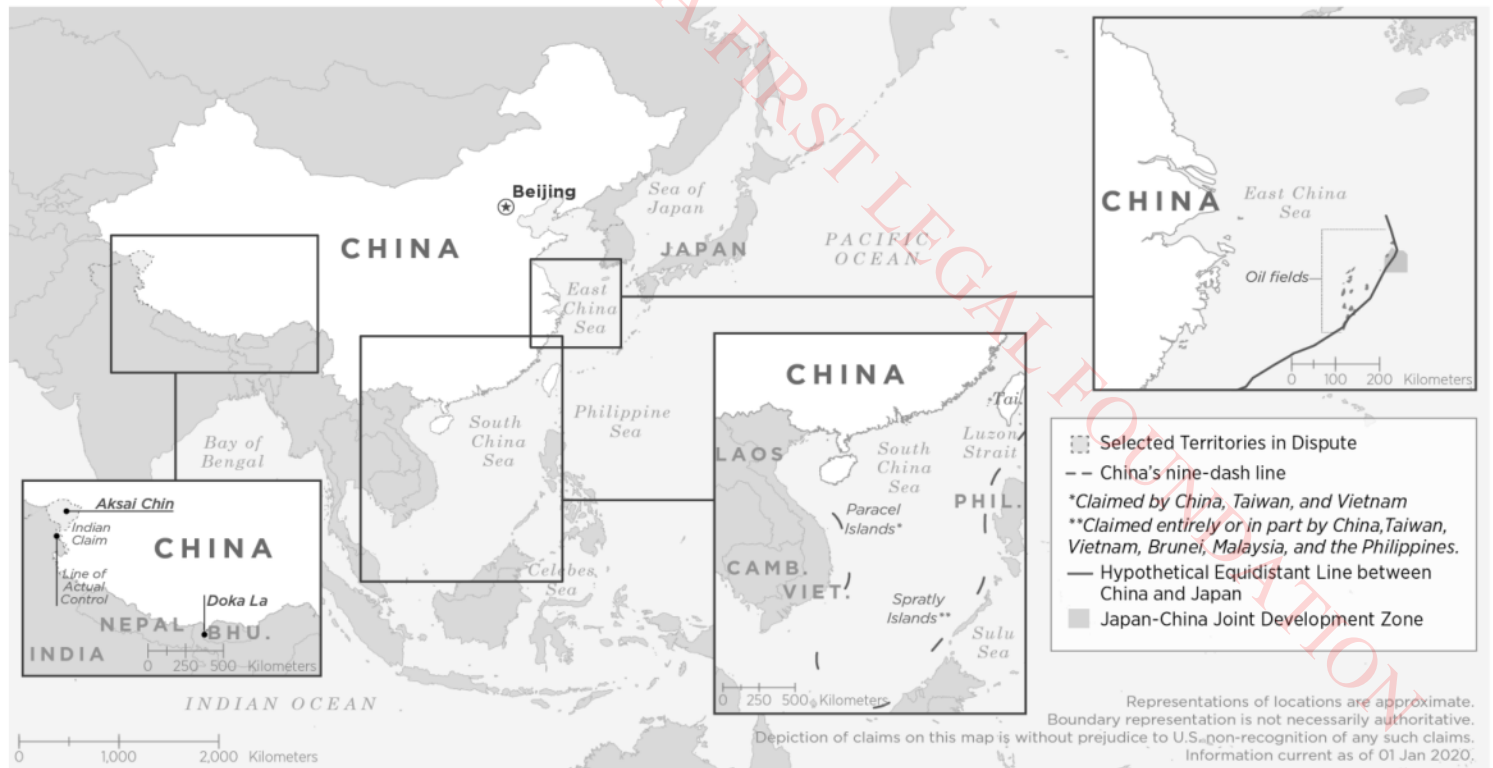 A FIRST LEGAL FOUNDATION
Beijing
CHINA
Sea of
Japan
JAPAN
PACIFIC
OCEAN
East
China
Sea
South
China
Sea
Philippine
Sea
Bay of
Bengal
Celebes
Sea
INDIAN OCEAN
0 1,000 2,000 Kilometers
Aksai Chin
Indian
Claim
CHINA
Line of
Actual
Control
Doka La
NEPAL
BHU.
INDIA
0 250 500 Kilometers
CHINA
Tai.
LAOS
South
China
Sea
Luzon
Strait
PHIL.
Paracel
Islands*
CAMB.
VIET.
Spratly
Islands**
Sulu
Sea
0 250 500 Kilometers
CHINA
East China
Sea
Oil fields
0 100 200 Kilometers
Selected Territories in Dispute
China's nine-dash line
*Claimed by China, Taiwan, and Vietnam
**Claimed entirely or in part by China,Taiwan,
Vietnam, Brunei, Malaysia, and the Philippines.
Hypothetical Equidistant Line between
China and Japan
Japan-China Joint Development Zone
Representations of locations are approximate.
Boundary representation is not necessarily authoritative.
Depiction of claims on this map is without prejudice to U.S. non-recognition of any such claims.
Information current as of 01 Jan 2020.